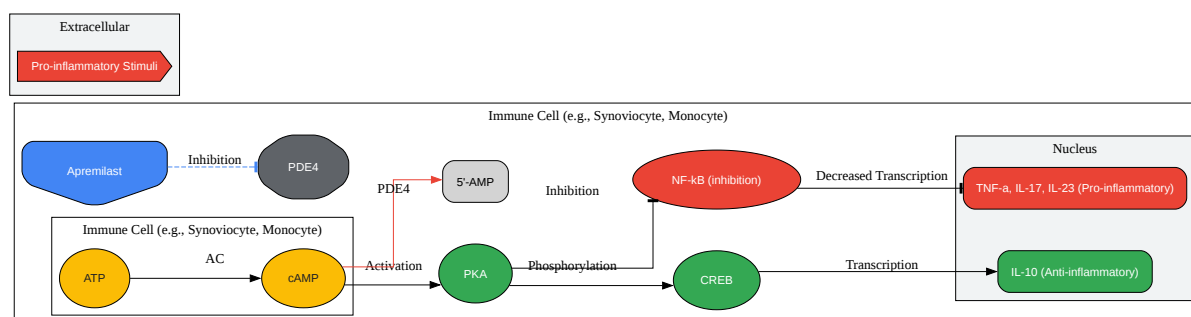 Extracellular
Pro-inflammatory Stimuli
Immune Cell (e.g., Synoviocyte, Monocyte)
Apremilast
Inhibition
PDE4
PDE4
5'-AMP
Inhibition
NF-kB (inhibition)
Decreased Transcription
Nucleus
TNF-a, IL-17, IL-23 (Pro-inflammatory)
Immune Cell (e.g., Synoviocyte, Monocyte)
ATP
AC
cAMP
Activation
PKA
Phosphorylation
CREB
Transcription
IL-10 (Anti-inflammatory)